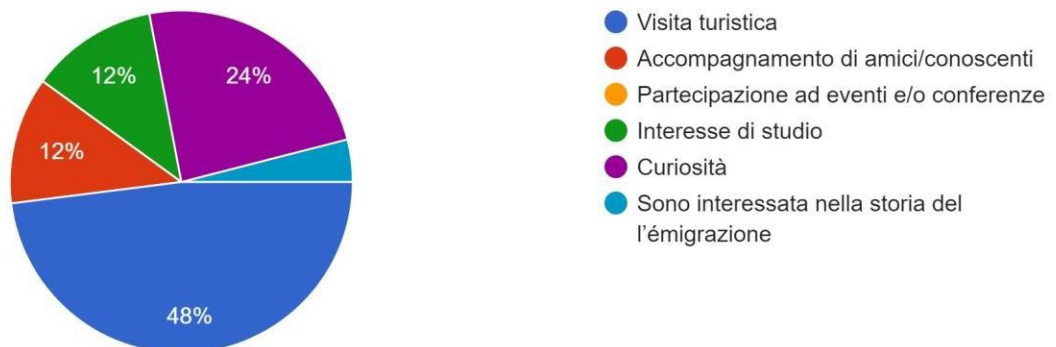 12%
24%
12%
48%
Visita turistica
Accompagnamento di amici/conoscenti
Partecipazione ad eventi e/o conferenze
Interesse di studio
Curiosità
Sono interessata nella storia del
l’émigrazione